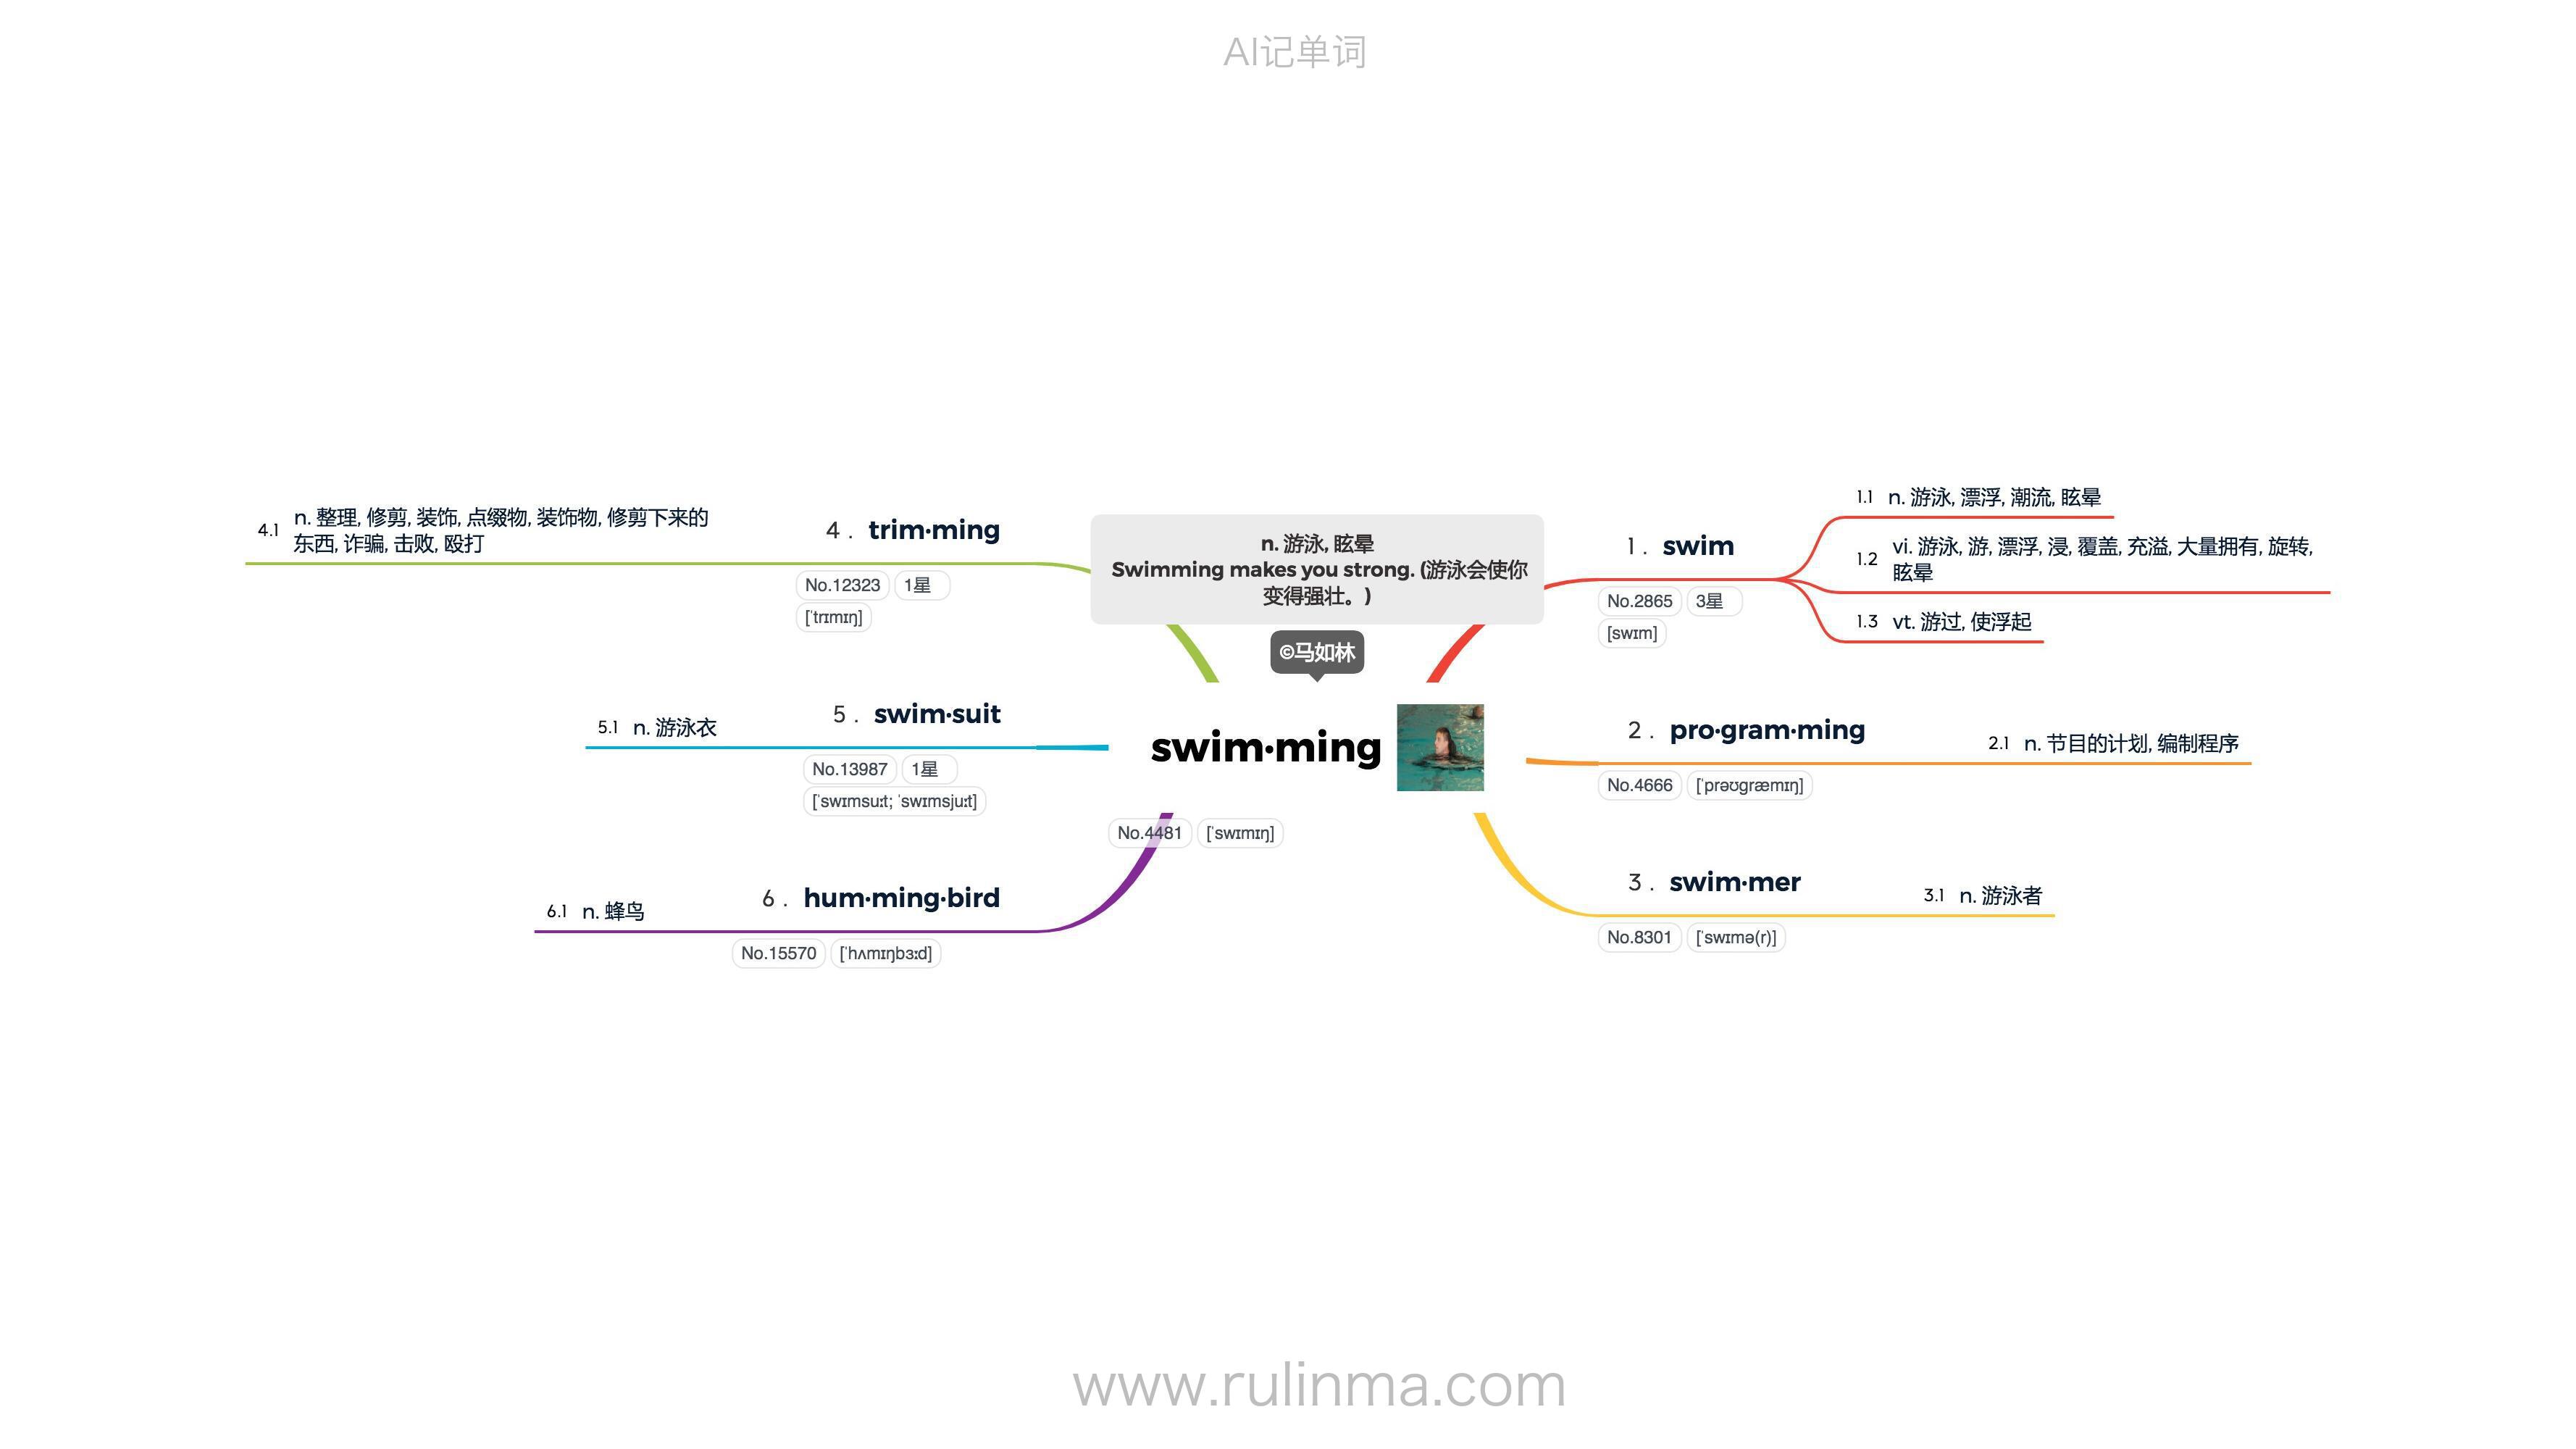 AI记单词
n. 游泳, 眩晕
Swimming makes you strong. (游泳会使你
变得强壮。)
©马如林
swim·ming
No.4481 [ˈswɪmɪŋ]
1 . swim
No.2865 3星
[swɪm]
1.1 n. 游泳, 漂浮, 潮流, 眩晕
1.2 vi. 游泳, 游, 漂浮, 浸, 覆盖, 充溢, 大量拥有, 旋转,
眩晕
1.3 vt. 游过, 使浮起
2 . pro·gram·ming
No.4666 [ˈprəʊgræmɪŋ]
2.1 n. 节目的计划, 编制程序
3 . swim·mer
No.8301 [ˈswɪmə(r)]
3.1 n. 游泳者
4 . trim·ming
No.12323 1星
[ˈtrɪmɪŋ]
4.1 n. 整理, 修剪, 装饰, 点缀物, 装饰物, 修剪下来的
东西, 诈骗, 击败, 殴打
5 . swim·suit
No.13987 1星
[ˈswɪmsuːt; ˈswɪmsjuːt]
5.1 n. 游泳衣
6 . hum·ming·bird
No.15570 [ˈhʌmɪŋbɜːd]
6.1 n. 蜂鸟
www.rulinma.com